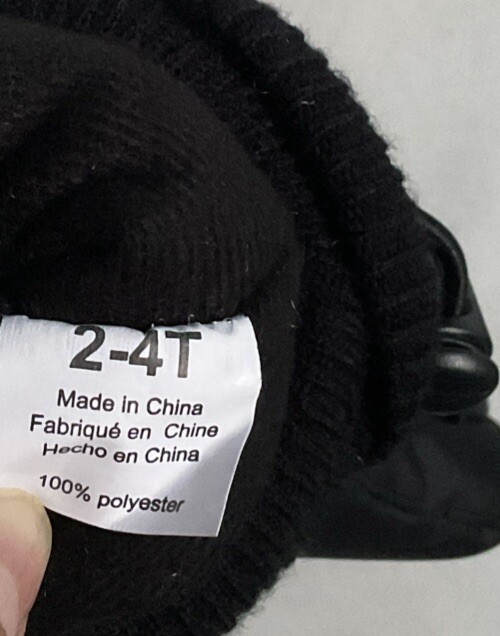 2-4T
Made in China
Fabriqué en Chine
Hecho en China
100% polyester